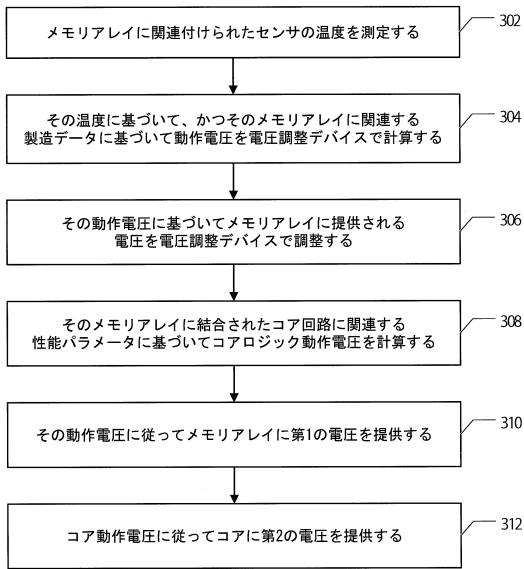 メモリアレイに関連付けられたセンサの温度を測定する
302
その温度に基づいて、かつそのメモリアレイに関連する
製造データに基づいて動作電圧を電圧調整デバイスで計算する
304
その動作電圧に基づいてメモリアレイに提供される
電圧を電圧調整デバイスで調整する
306
そのメモリアレイに結合されたコア回路に関連する
性能パラメータに基づいてコアロジック動作電圧を計算する
308
その動作電圧に従ってメモリアレイに第1の電圧を提供する
310
コア動作電圧に従ってコアに第2の電圧を提供する
312